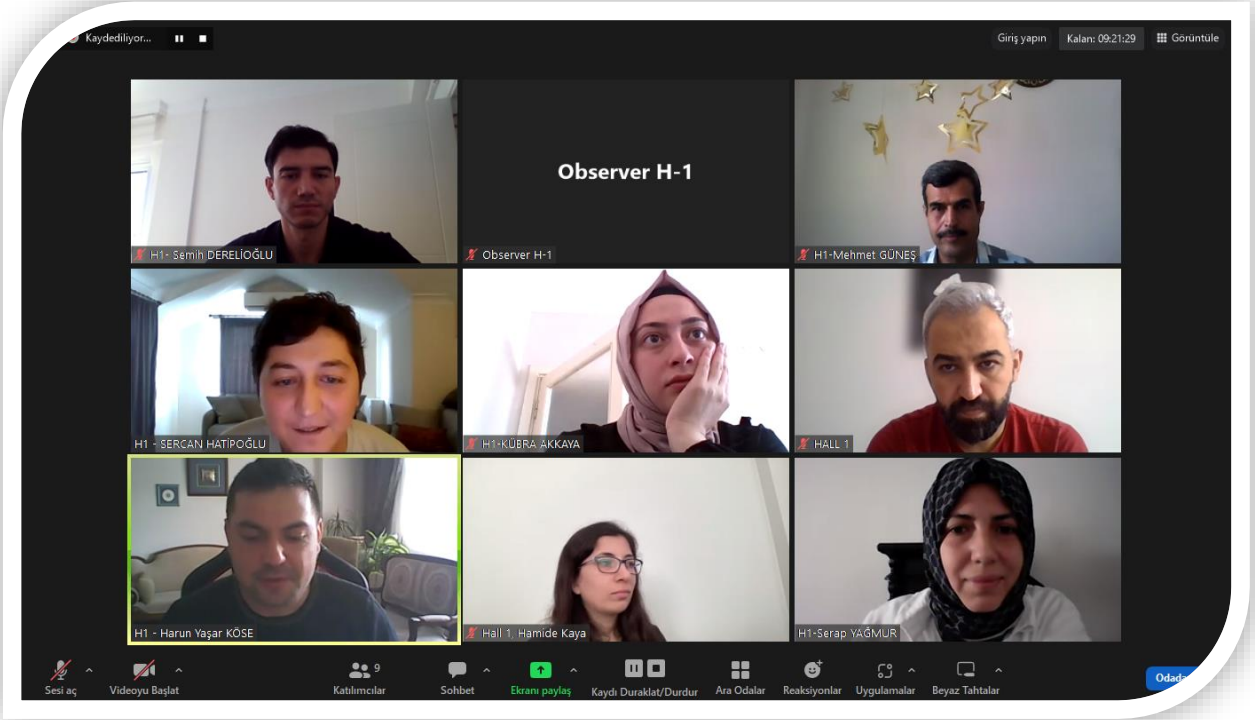 Kaydediliyor...
Giriş yapın
Kalan: 09:21:29
Görüntüle
H1- Semih DERELİOĞLU
Observer H-1
Observer H-1
H1-Mehmet GÜNEŞ
H1 - SERCAN HATİPOĞLU
H1-KÜBRA AKKAYA
HALL 1
H1 - Harun Yaşar KÖSE
Hall 1, Hamide Kaya
H1-Serap YAĞMUR
Sesi aç
Videoyu Başlat
9
Katılımcılar
Sohbet
Ekranı paylaş
Kaydı Duraklat/Durdur
Ara Odalar
Reaksiyonlar
Uygulamalar
Beyaz Tahtalar